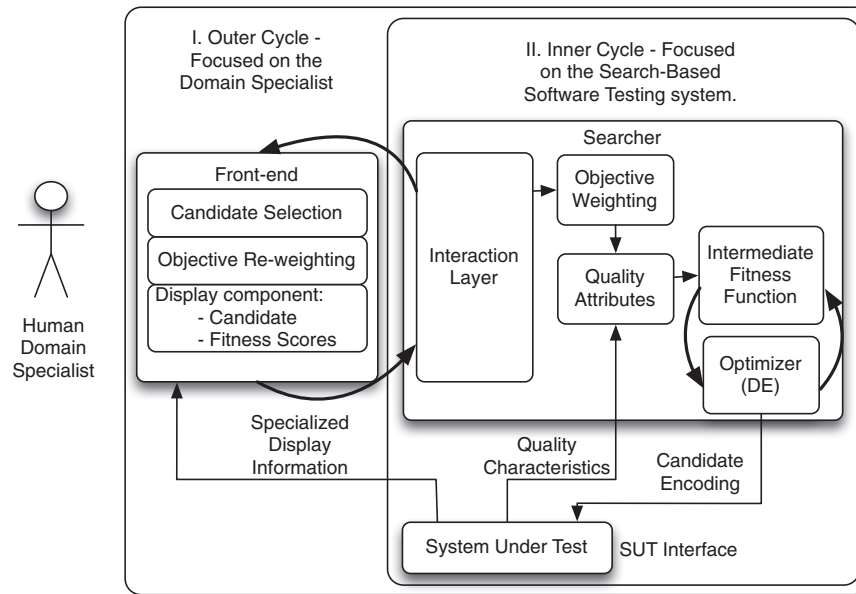 I. Outer Cycle -
Focused on the
Domain Specialist
II. Inner Cycle - Focused
on the Search-Based
Software Testing system.
Searcher
Front-end
Candidate Selection
Objective Re-weighting
Display component:
- Candidate
- Fitness Scores
Interaction
Layer
Objective
Weighting
Quality
Attributes
Intermediate
Fitness
Function
Optimizer
(DE)
Human
Domain
Specialist
Specialized
Display
Information
Quality
Characteristics
Candidate
Encoding
System Under Test
SUT Interface